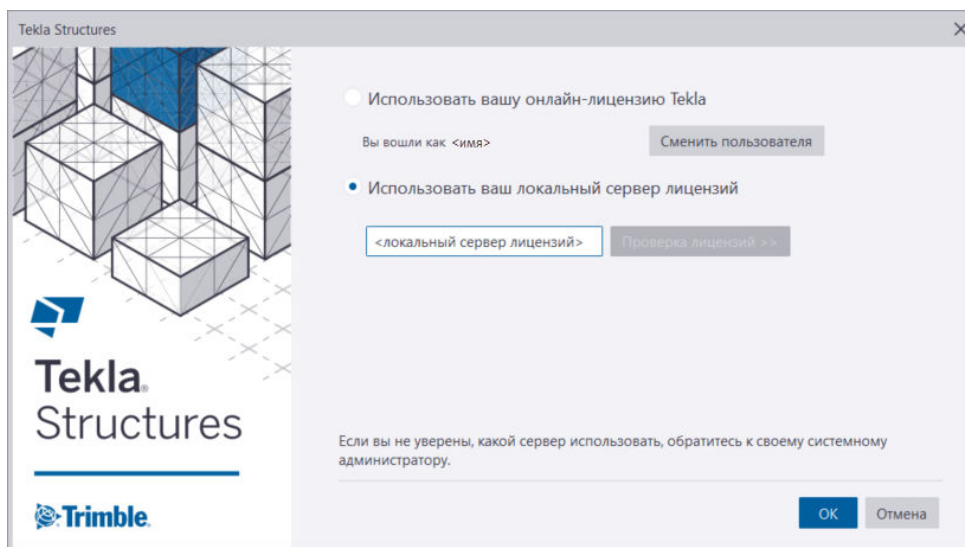 Tekla Structures
Использовать вашу онлайн-лицензию Tekla
Вы вошли как <имя>
Сменить пользователя
Использовать ваш локальный сервер лицензий
<локальный сервер лицензий>
Проверка лицензий >>
Tekla®
Structures
Если вы не уверены, какой сервер использовать, обратитесь к своему системному
администратору.
Trimble.
ОК
Отмена